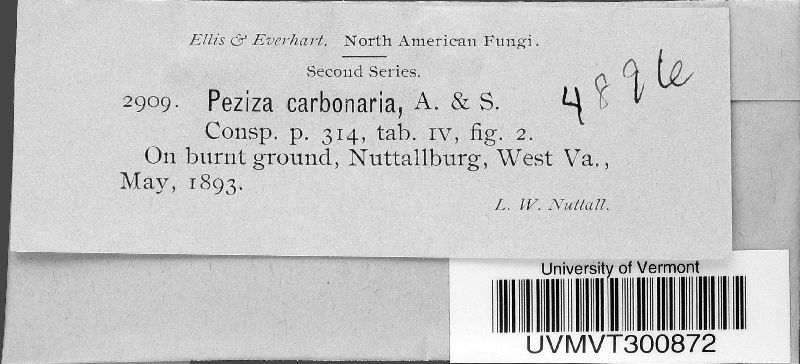 Ellis & Everhart, North American Fungi.
Second Series.
2909. Peziza carbonaria, A. & S.
4896
Consp. p. 314, tab. IV, fig. 2.
On burnt ground, Nuttallburg, West Va.,
May, 1893.
L. W. Nuttall.
University of Vermont
UVMVT300872